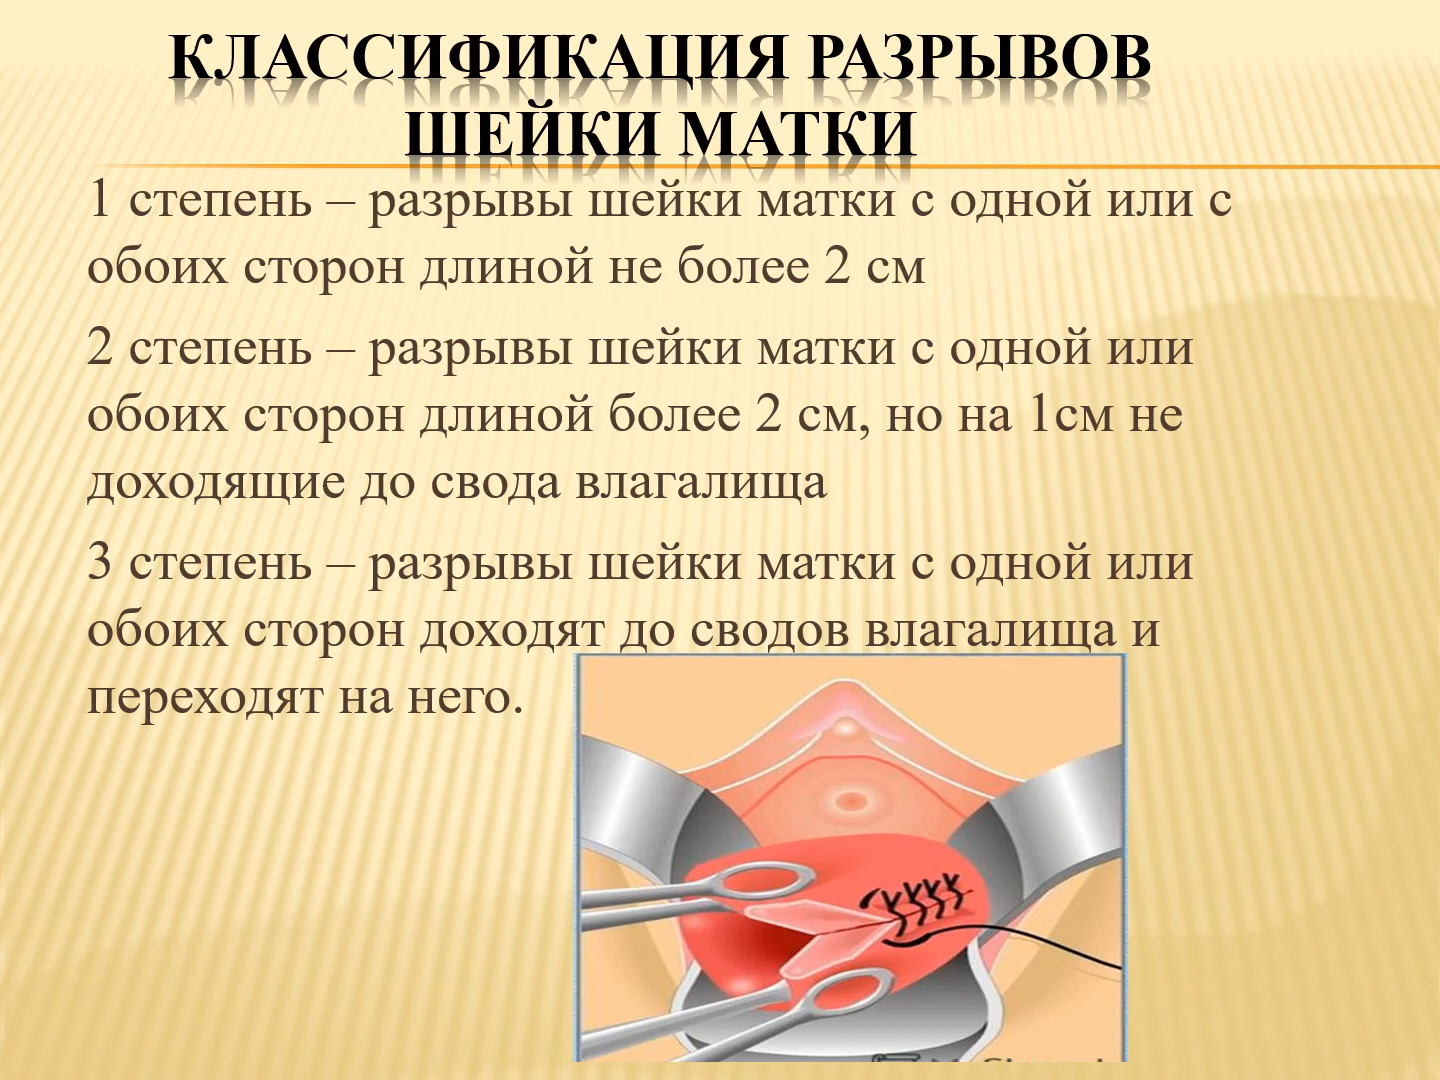 КЛАССИФИКАЦИЯ РАЗРЫВОВ
ШЕЙКИ МАТКИ
1 степень – разрывы шейки матки с одной или с
обоих сторон длиной не более 2 см
2 степень – разрывы шейки матки с одной или
обоих сторон длиной более 2 см, но на 1см не
доходящие до свода влагалища
3 степень – разрывы шейки матки с одной или
обоих сторон доходят до сводов влагалища и
переходят на него.